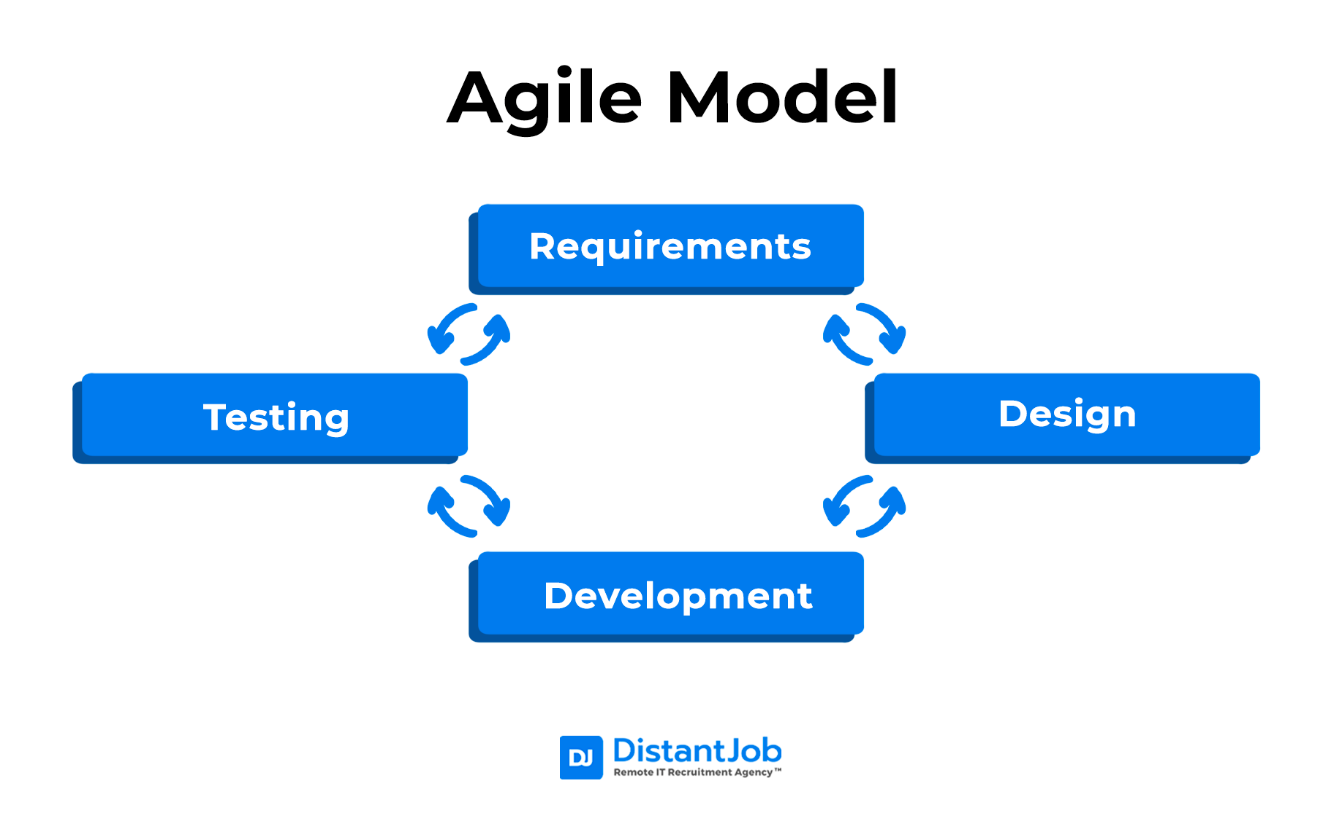 Agile Model
Requirements
Testing
Design
Development
DJ DistantJob
Remote IT Recruitment Agency™